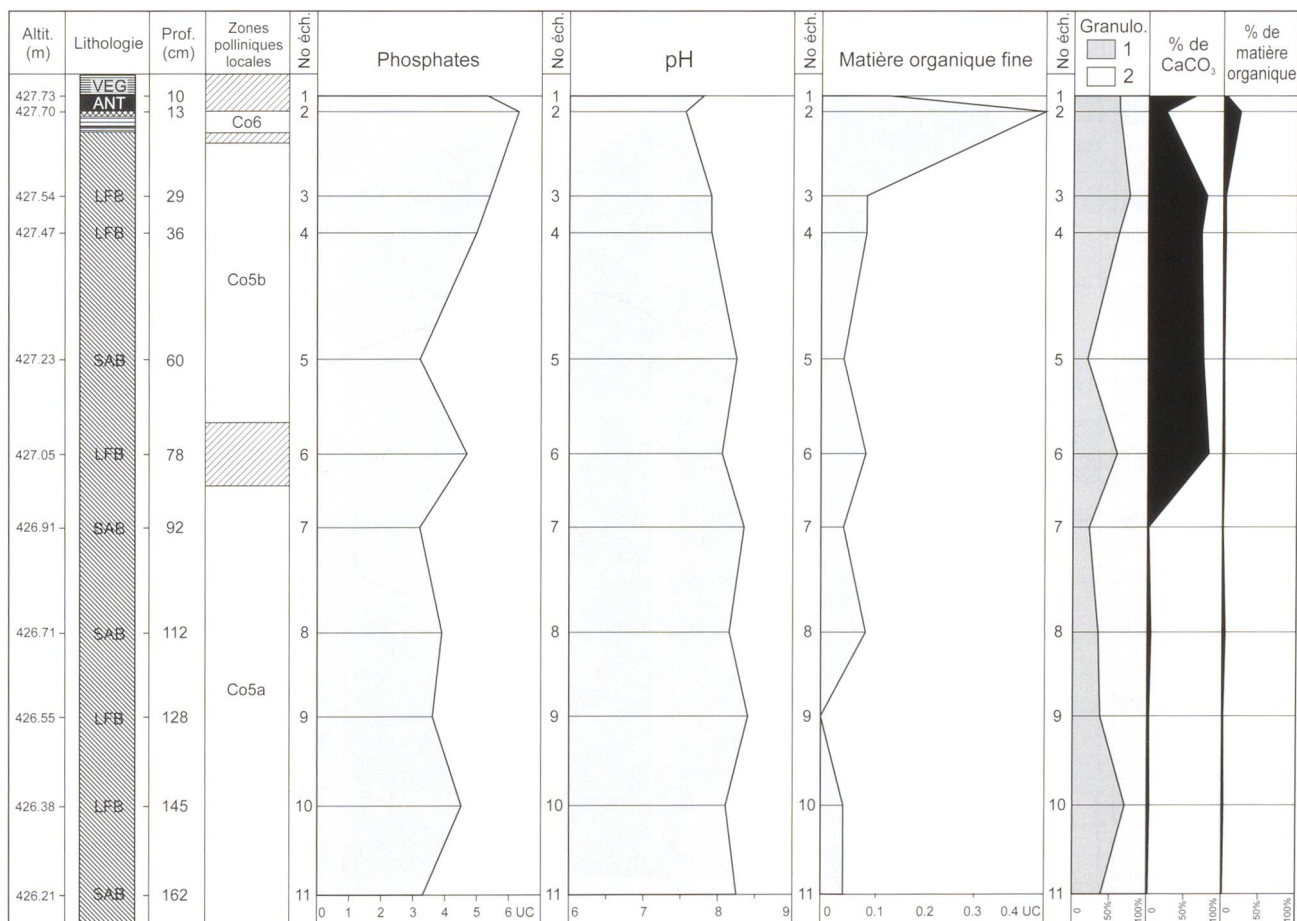 Altit.
(m)
Lithologie
Prof.
(cm)
Zones
polliniques
locales
No éch.
Phosphates
No éch.
pH
No éch.
Matière organique fine
No éch.
Granulo.
1
2
% de
CaCO₃
% de
matière
organique
VEG
427.73 ANT 10 1 1 1 1
427.70 13 2 2 2 2
Co6
427.54 LFB 29 3 3 3 3
427.47 LFB 36 4 4 4 4
Co5b
427.23 SAB 60 5 5 5 5
427.05 LFB 78 6 6 6 6
426.91 SAB 92 7 7 7 7
426.71 SAB 112 8 8 8 8
Co5a
426.55 LFB 128 9 9 9 9
426.38 LFB 145 10 10 10 10
426.21 SAB 162 11 11 11 11
0 1 2 3 4 5 6 UC
6 7 8 9
0 0.1 0.2 0.3 0.4 UC
0 50% 100%
0 50% 100%
0 50% 100%